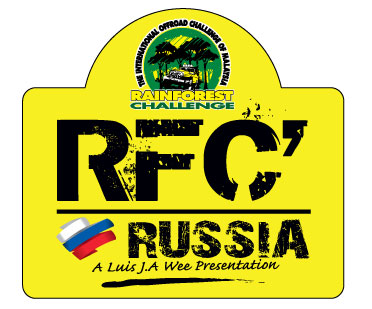 THE INTERNATIONAL OFFROAD CHALLENGE OF MALAYSIA
RAINFOREST
CHALLENGE
RFC'
RUSSIA
A Luis J.A Wee Presentation